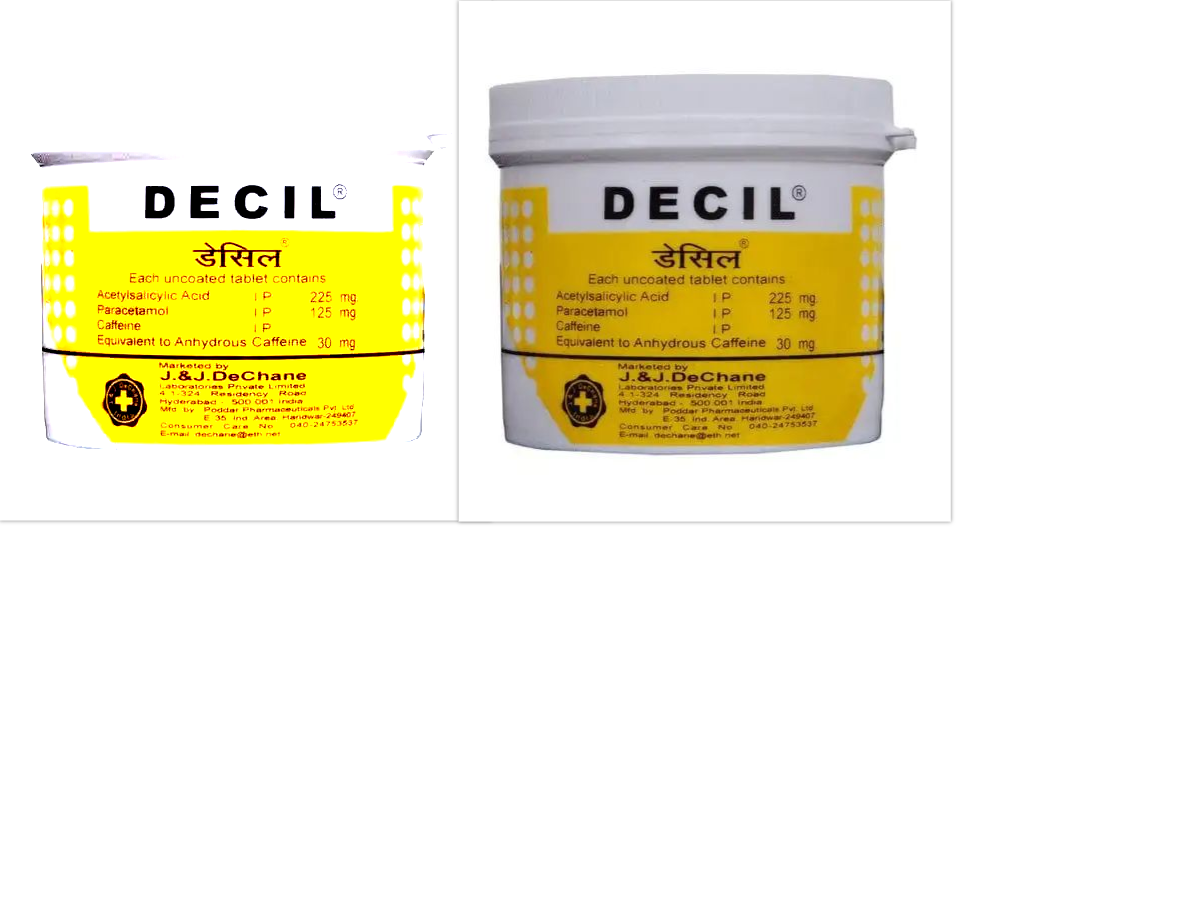 DECIL®
डेसिल®
Each uncoated tablet contains
Acetylsalicylic Acid I P 225 mg.
Paracetamol I P 125 mg.
Caffeine I P
Equivalent to Anhydrous Caffeine 30 mg.
Marketed by
J.&J.DeChane
Laboratories Private Limited
4-1-324 Residency Road
Hyderabad - 500 001 India
Mfd by Poddar Pharmaceuticals Pvt. Ltd
E 35 Ind Area Haridwar-249407
Consumer Care No 040-24753537
E-mail dechane@eth.net
DECIL®
डेसिल®
Each uncoated tablet contains
Acetylsalicylic Acid I P 225 mg.
Paracetamol I P 125 mg.
Caffeine I P
Equivalent to Anhydrous Caffeine 30 mg.
Marketed by
J.&J.DeChane
Laboratories Private Limited
4-1-324 Residency Road
Hyderabad - 500 001 India
Mfd by Poddar Pharmaceuticals Pvt. Ltd
E 35 Ind Area Haridwar-249407
Consumer Care No 040-24753537
E-mail dechane@eth.net